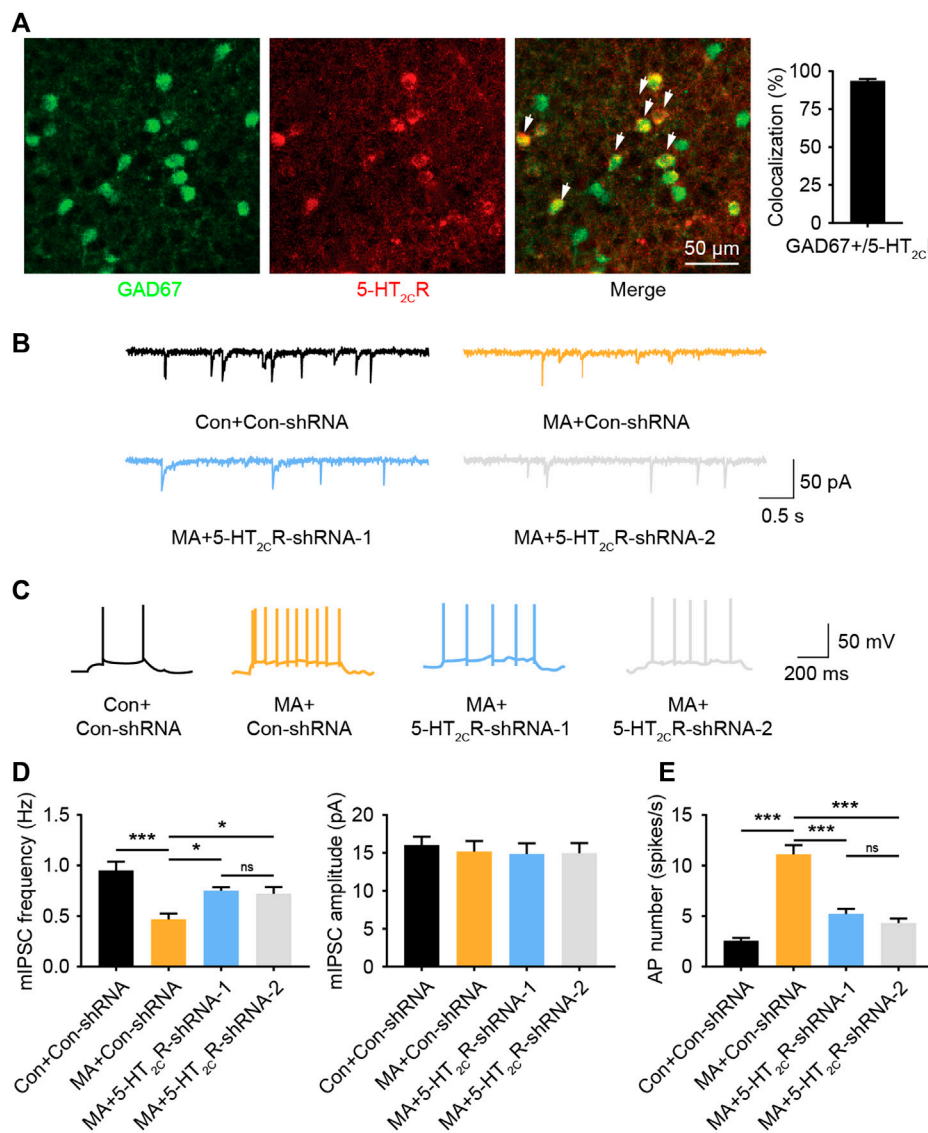 A
100
75
50
25
0
Colocalization (%)
GAD67+/5-HT2C
50 µm
GAD67
5-HT2CR
Merge
B
Con+Con-shRNA
MA+Con-shRNA
MA+5-HT2CR-shRNA-1
MA+5-HT2CR-shRNA-2
50 pA
0.5 s
C
Con+
Con-shRNA
MA+
Con-shRNA
MA+
5-HT2CR-shRNA-1
MA+
5-HT2CR-shRNA-2
50 mV
200 ms
D
mIPSC frequency (Hz)
1.5
1.0
0.5
0.0
***
*
*
ns
Con+Con-shRNA
MA+Con-shRNA
MA+5-HT2CR-shRNA-1
MA+5-HT2CR-shRNA-2
mIPSC amplitude (pA)
20
15
10
5
0
Con+Con-shRNA
MA+Con-shRNA
MA+5-HT2CR-shRNA-1
MA+5-HT2CR-shRNA-2
E
AP number (spikes/s)
15
10
5
0
***
***
***
ns
Con+Con-shRNA
MA+Con-shRNA
MA+5-HT2CR-shRNA-1
MA+5-HT2CR-shRNA-2